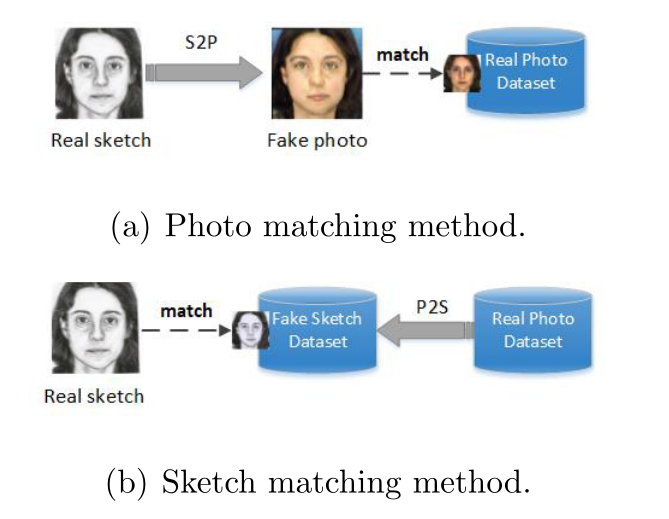 S2P
match
Real Photo
Dataset
Real sketch
Fake photo
(a) Photo matching method.
match
Fake Sketch
Dataset
P2S
Real Photo
Dataset
Real sketch
(b) Sketch matching method.